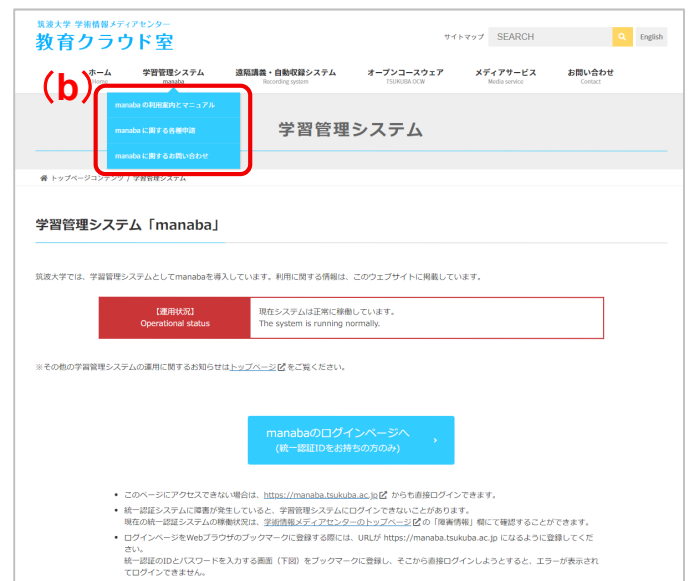 筑波大学 学術情報メディアセンター
教育クラウド室
サイトマップ SEARCH English
ホーム 学習管理システム 遠隔講義・自動収録システム オープンコースウェア メディアサービス お問い合わせ
Home manaba Recording system TSUKUBA OCW Media service Contact
(b)
manaba の利用案内とマニュアル
manaba に関する各種申請
manaba に関するお問い合わせ
学習管理システム
トップページコンテンツ / 学習管理システム
学習管理システム「manaba」
筑波大学では、学習管理システムとしてmanabaを導入しています。利用に関する情報は、このウェブサイトに掲載しています。
【運用状況】 現在システムは正常に稼働しています。
Operational status The system is running normally.
※その他の学習管理システムの運用に関するお知らせはトップページをご覧ください。
manabaのログインページへ
(統一認証IDをお持ちの方のみ)
• このページにアクセスできない場合は、https://manaba.tsukuba.ac.jp からも直接ログインできます。
• 統一認証システムに障害が発生していると、学習管理システムにログインできないことがあります。
現在の統一認証システムの稼働状況は、学術情報メディアセンターのトップページの「障害情報」欄にて確認することができます。
• ログインページをWebブラウザのブックマークに登録する際には、URLが https://manaba.tsukuba.ac.jp になるように登録してくだ
さい。
統一認証のIDとパスワードを入力する画面（下図）をブックマークに登録し、そこから直接ログインしようとすると、エラーが表示され
てログインできません。